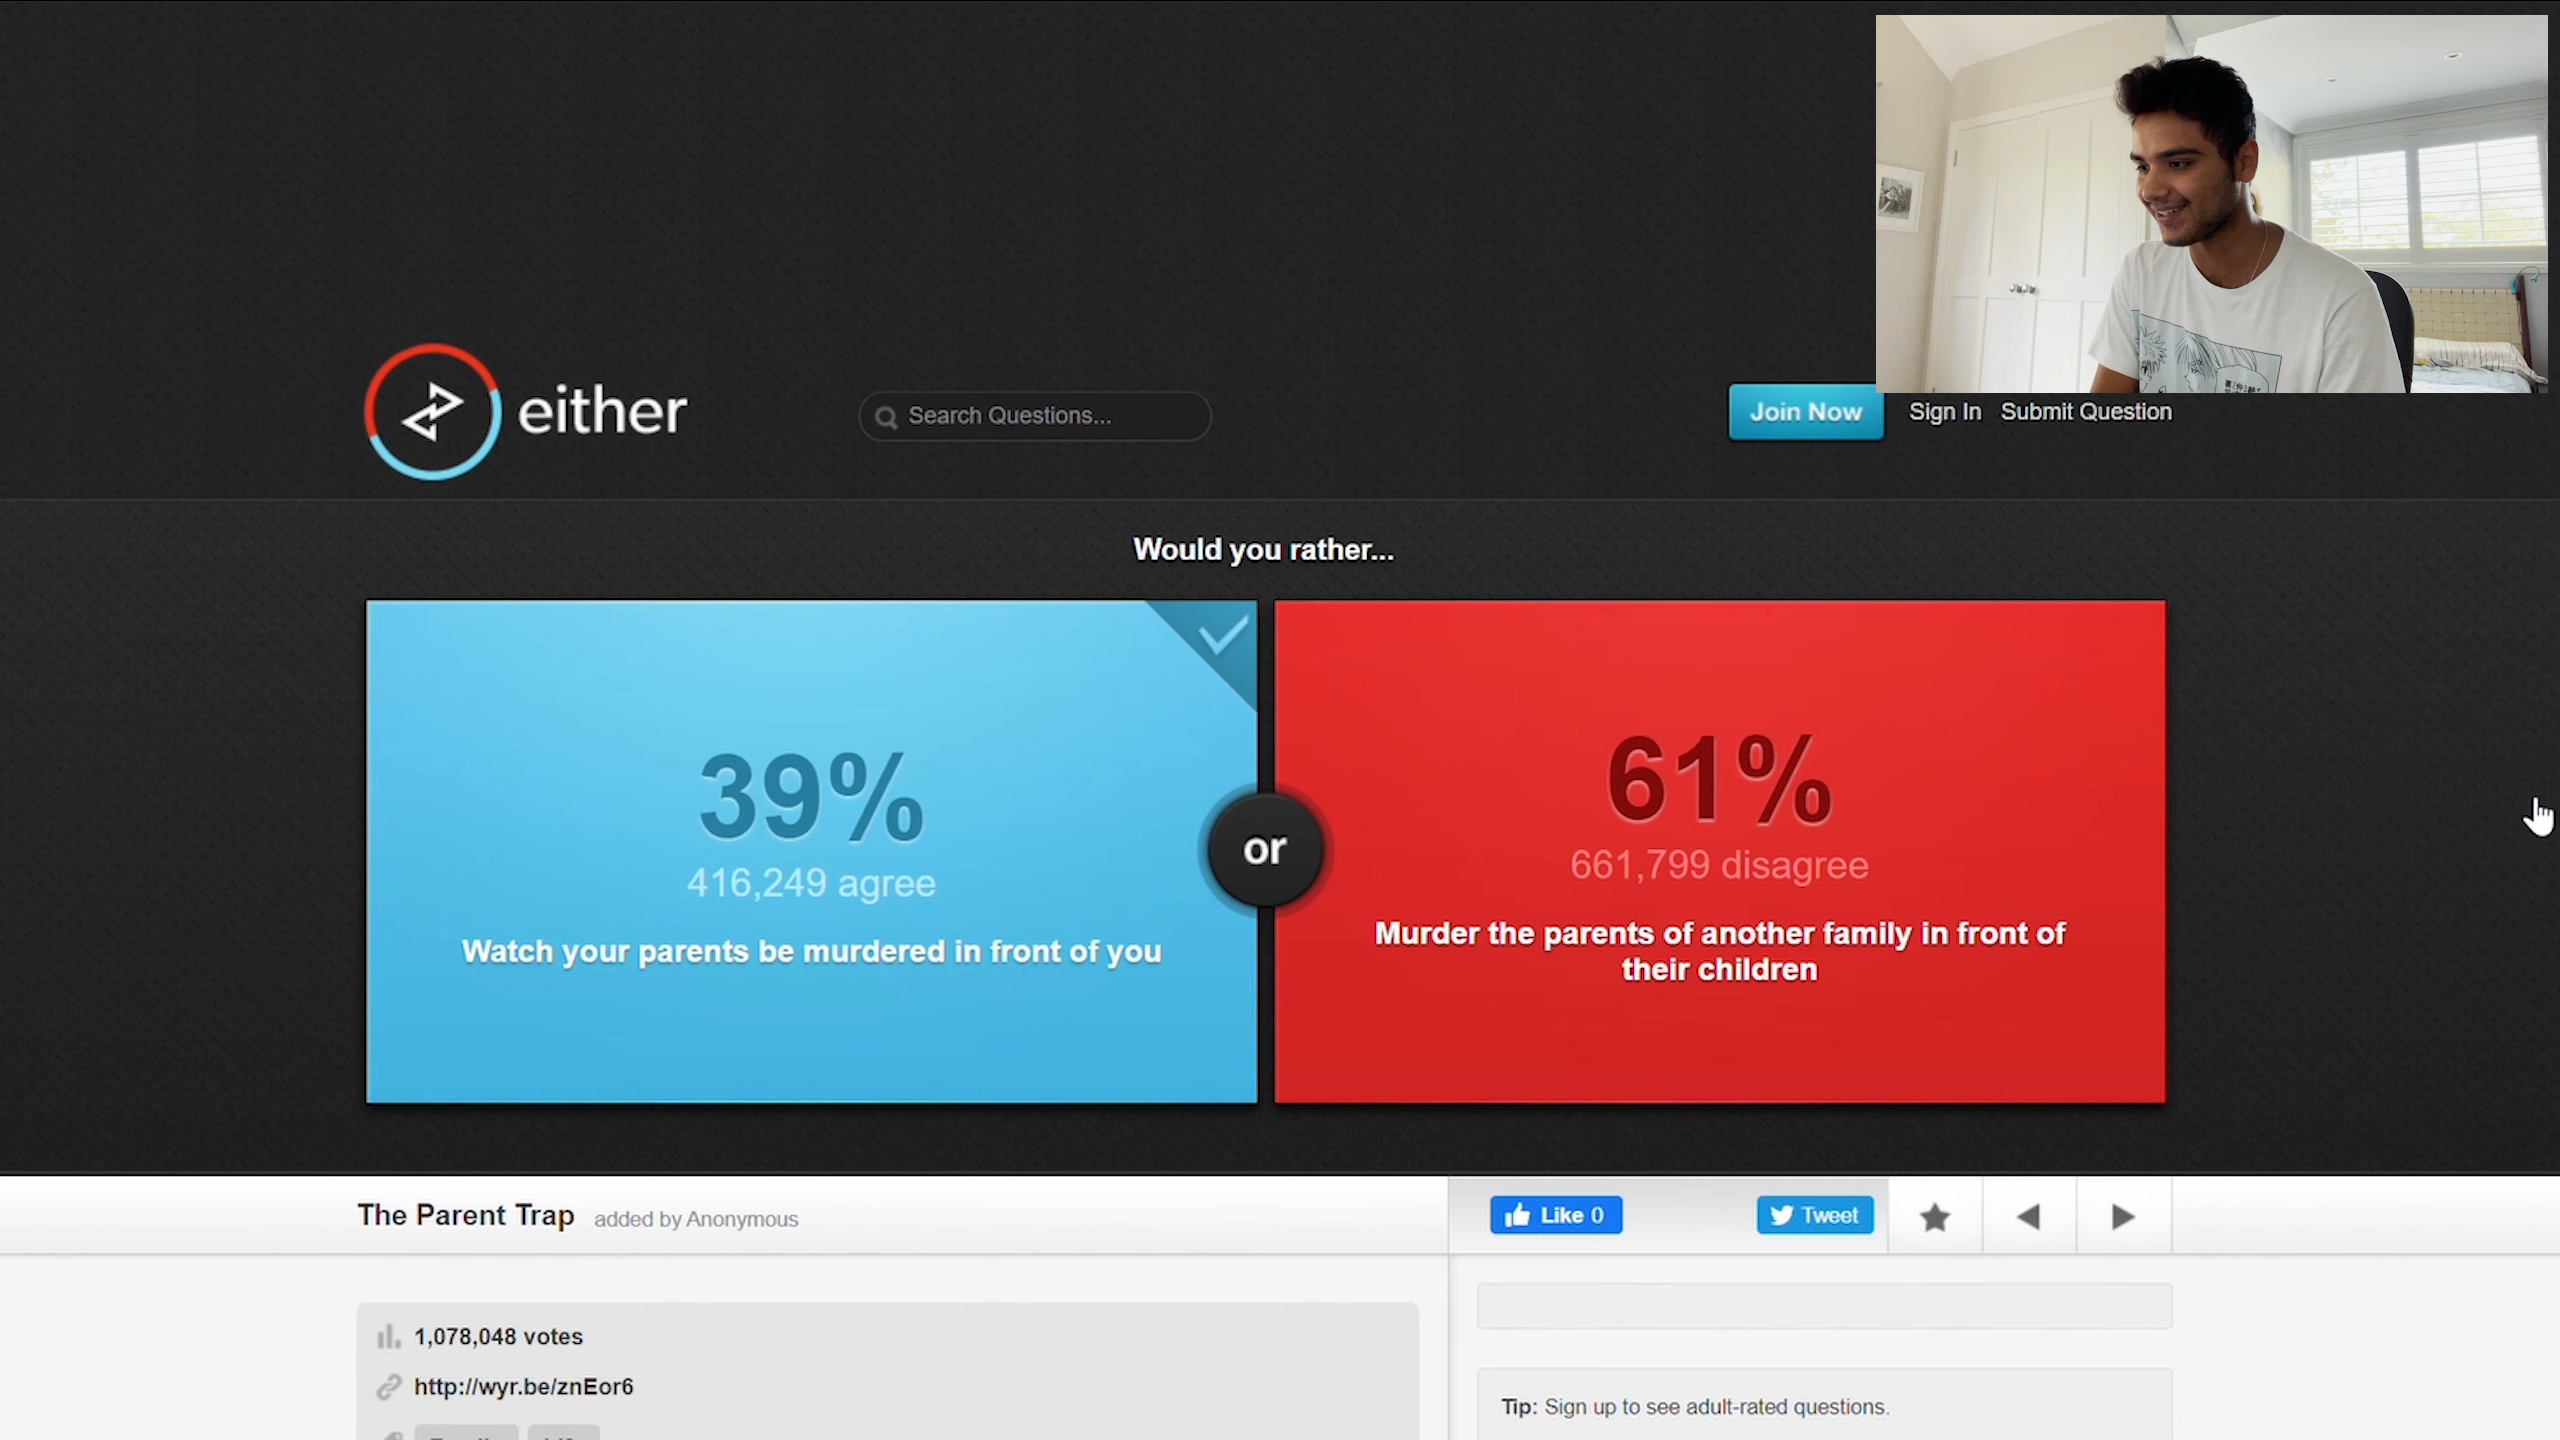 either
Search Questions...
Join Now
Sign In
Submit Question
Would you rather...
39%
416,249 agree
Watch your parents be murdered in front of you
or
61%
661,799 disagree
Murder the parents of another family in front of
their children
The Parent Trap added by Anonymous
Like 0
Tweet
1,078,048 votes
http://wyr.be/znEor6
Tip: Sign up to see adult-rated questions.